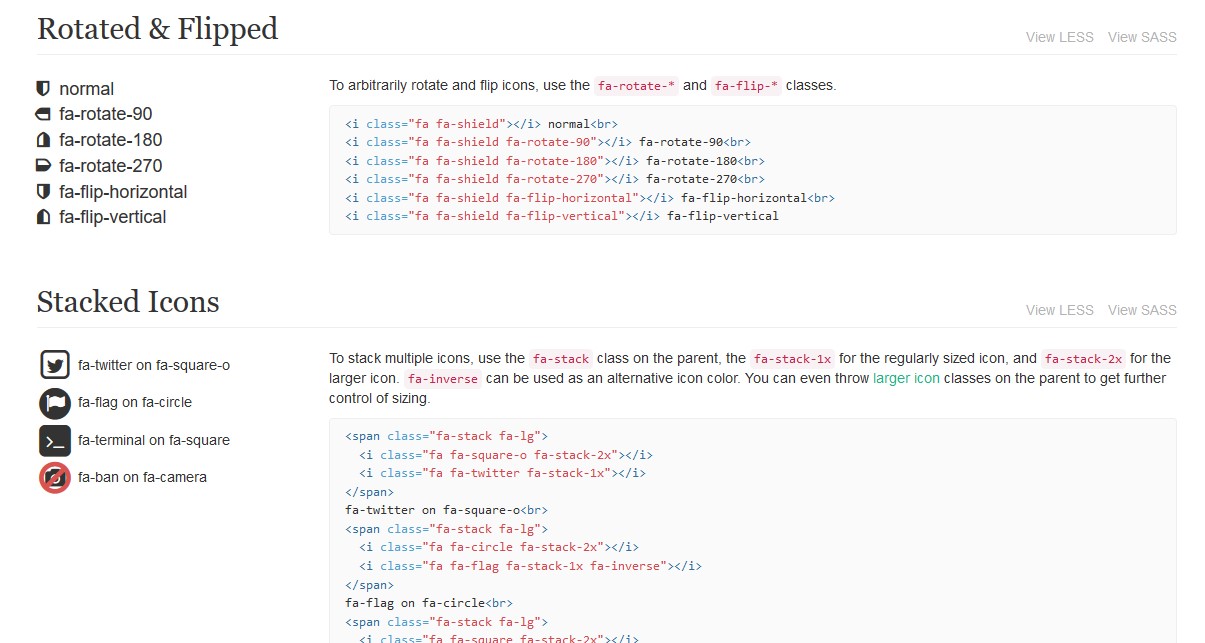 Rotated & Flipped
View LESS View SASS
normal
fa-rotate-90
fa-rotate-180
fa-rotate-270
fa-flip-horizontal
fa-flip-vertical
To arbitrarily rotate and flip icons, use the fa-rotate-* and fa-flip-* classes.
<i class="fa fa-shield"></i> normal<br>
<i class="fa fa-shield fa-rotate-90"></i> fa-rotate-90<br>
<i class="fa fa-shield fa-rotate-180"></i> fa-rotate-180<br>
<i class="fa fa-shield fa-rotate-270"></i> fa-rotate-270<br>
<i class="fa fa-shield fa-flip-horizontal"></i> fa-flip-horizontal<br>
<i class="fa fa-shield fa-flip-vertical"></i> fa-flip-vertical
Stacked Icons
View LESS View SASS
fa-twitter on fa-square-o
fa-flag on fa-circle
fa-terminal on fa-square
fa-ban on fa-camera
To stack multiple icons, use the fa-stack class on the parent, the fa-stack-1x for the regularly sized icon, and fa-stack-2x for the
larger icon. fa-inverse can be used as an alternative icon color. You can even throw larger icon classes on the parent to get further
control of sizing.
<span class="fa-stack fa-lg">
  <i class="fa fa-square-o fa-stack-2x"></i>
  <i class="fa fa-twitter fa-stack-1x"></i>
</span>
fa-twitter on fa-square-o<br>
<span class="fa-stack fa-lg">
  <i class="fa fa-circle fa-stack-2x"></i>
  <i class="fa fa-flag fa-stack-1x fa-inverse"></i>
</span>
fa-flag on fa-circle<br>
<span class="fa-stack fa-lg">
  <i class="fa fa-square fa-stack-2x"></i>